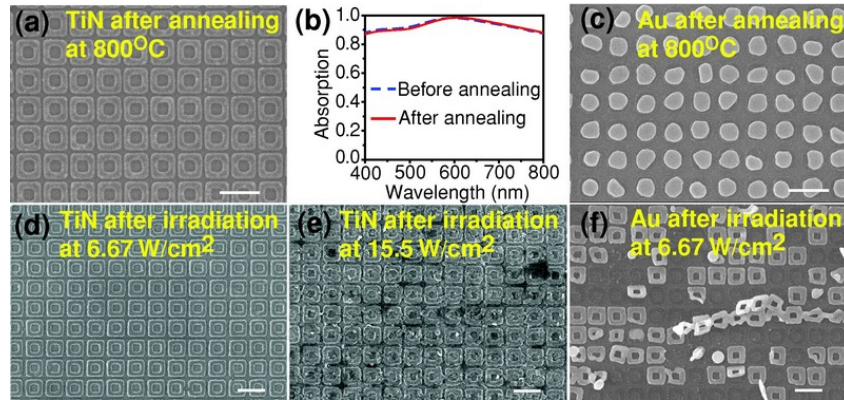 (a) TiN after annealing
at 800⁰C
(b)
1.0
0.8
0.6
0.4
0.2
0.0
Absorption
Before annealing
After annealing
400 500 600 700 800
Wavelength (nm)
(c) Au after annealing
at 800⁰C
(d) TiN after irradiation
at 6.67 W/cm²
(e) TiN after irradiation
at 15.5 W/cm²
(f) Au after irradiation
at 6.67 W/cm²